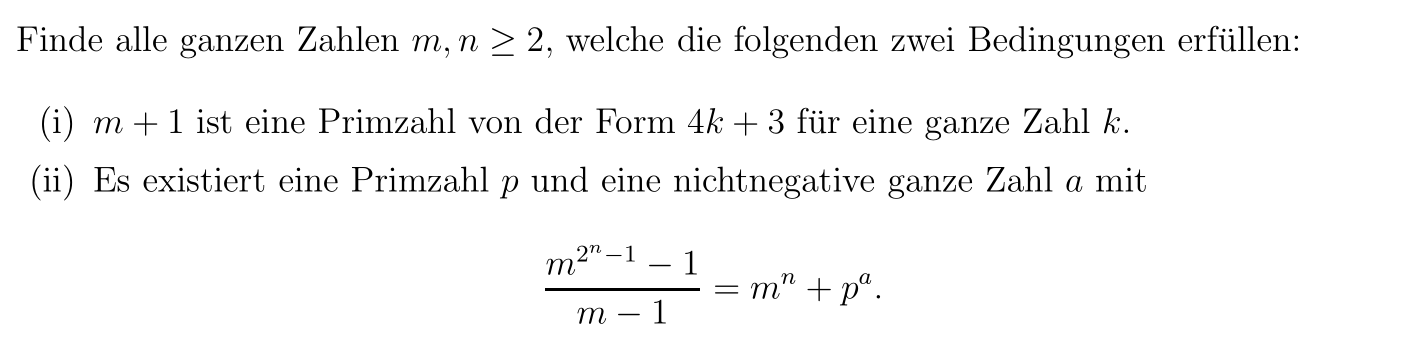 Finde alle ganzen Zahlen $m, n \geq 2$, welche die folgenden zwei Bedingungen erfüllen:
(i) $m + 1$ ist eine Primzahl von der Form $4k + 3$ für eine ganze Zahl $k$.
(ii) Es existiert eine Primzahl $p$ und eine nichtnegative ganze Zahl $a$ mit
$$\frac{m^{2^n-1} - 1}{m - 1} = m^n + p^a.$$